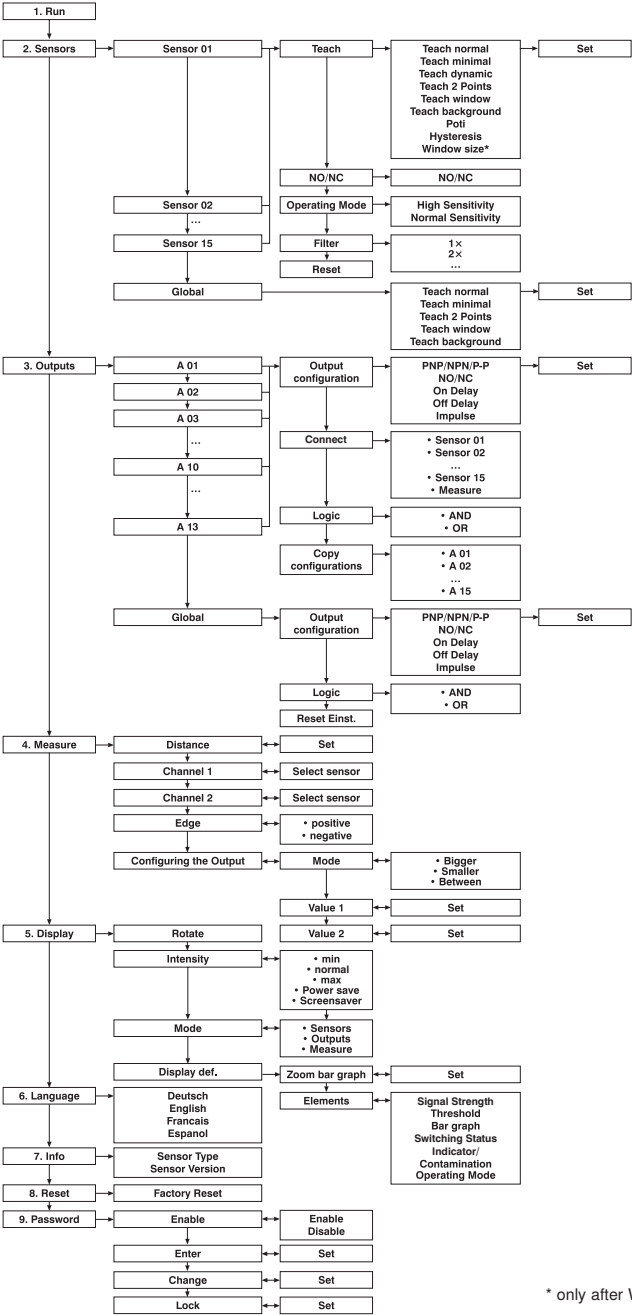 1. Run
2. Sensors
Sensor 01
Teach
Teach normal
Teach minimal
Teach dynamic
Teach 2 Points
Teach window
Teach background
Poti
Hysteresis
Window size*
Set
NO/NC
NO/NC
Sensor 02
...
Sensor 15
Operating Mode
High Sensitivity
Normal Sensitivity
Filter
1×
2×
...
Reset
Global
Teach normal
Teach minimal
Teach 2 Points
Teach window
Teach background
Set
3. Outputs
A 01
A 02
A 03
...
A 10
...
A 13
Output
configuration
PNP/NPN/P-P
NO/NC
On Delay
Off Delay
Impulse
Set
Connect
• Sensor 01
• Sensor 02
...
• Sensor 15
• Measure
Logic
• AND
• OR
Copy
configurations
• A 01
• A 02
...
• A 15
Global
Output
configuration
PNP/NPN/P-P
NO/NC
On Delay
Off Delay
Impulse
Set
Logic
• AND
• OR
Reset Einst.
4. Measure
Distance
Set
Channel 1
Select sensor
Channel 2
Select sensor
Edge
• positive
• negative
Configuring the Output
Mode
• Bigger
• Smaller
• Between
Value 1
Set
Value 2
Set
5. Display
Rotate
Intensity
• min
• normal
• max
• Power save
• Screensaver
Mode
• Sensors
• Outputs
• Measure
Display def.
Zoom bar graph
Set
Elements
Signal Strength
Threshold
Bar graph
Switching Status
Indicator/
Contamination
Operating Mode
6. Language
Deutsch
English
Francais
Espanol
7. Info
Sensor Type
Sensor Version
8. Reset
Factory Reset
9. Password
Enable
Enable
Disable
Enter
Set
Change
Set
Lock
Set
* only after